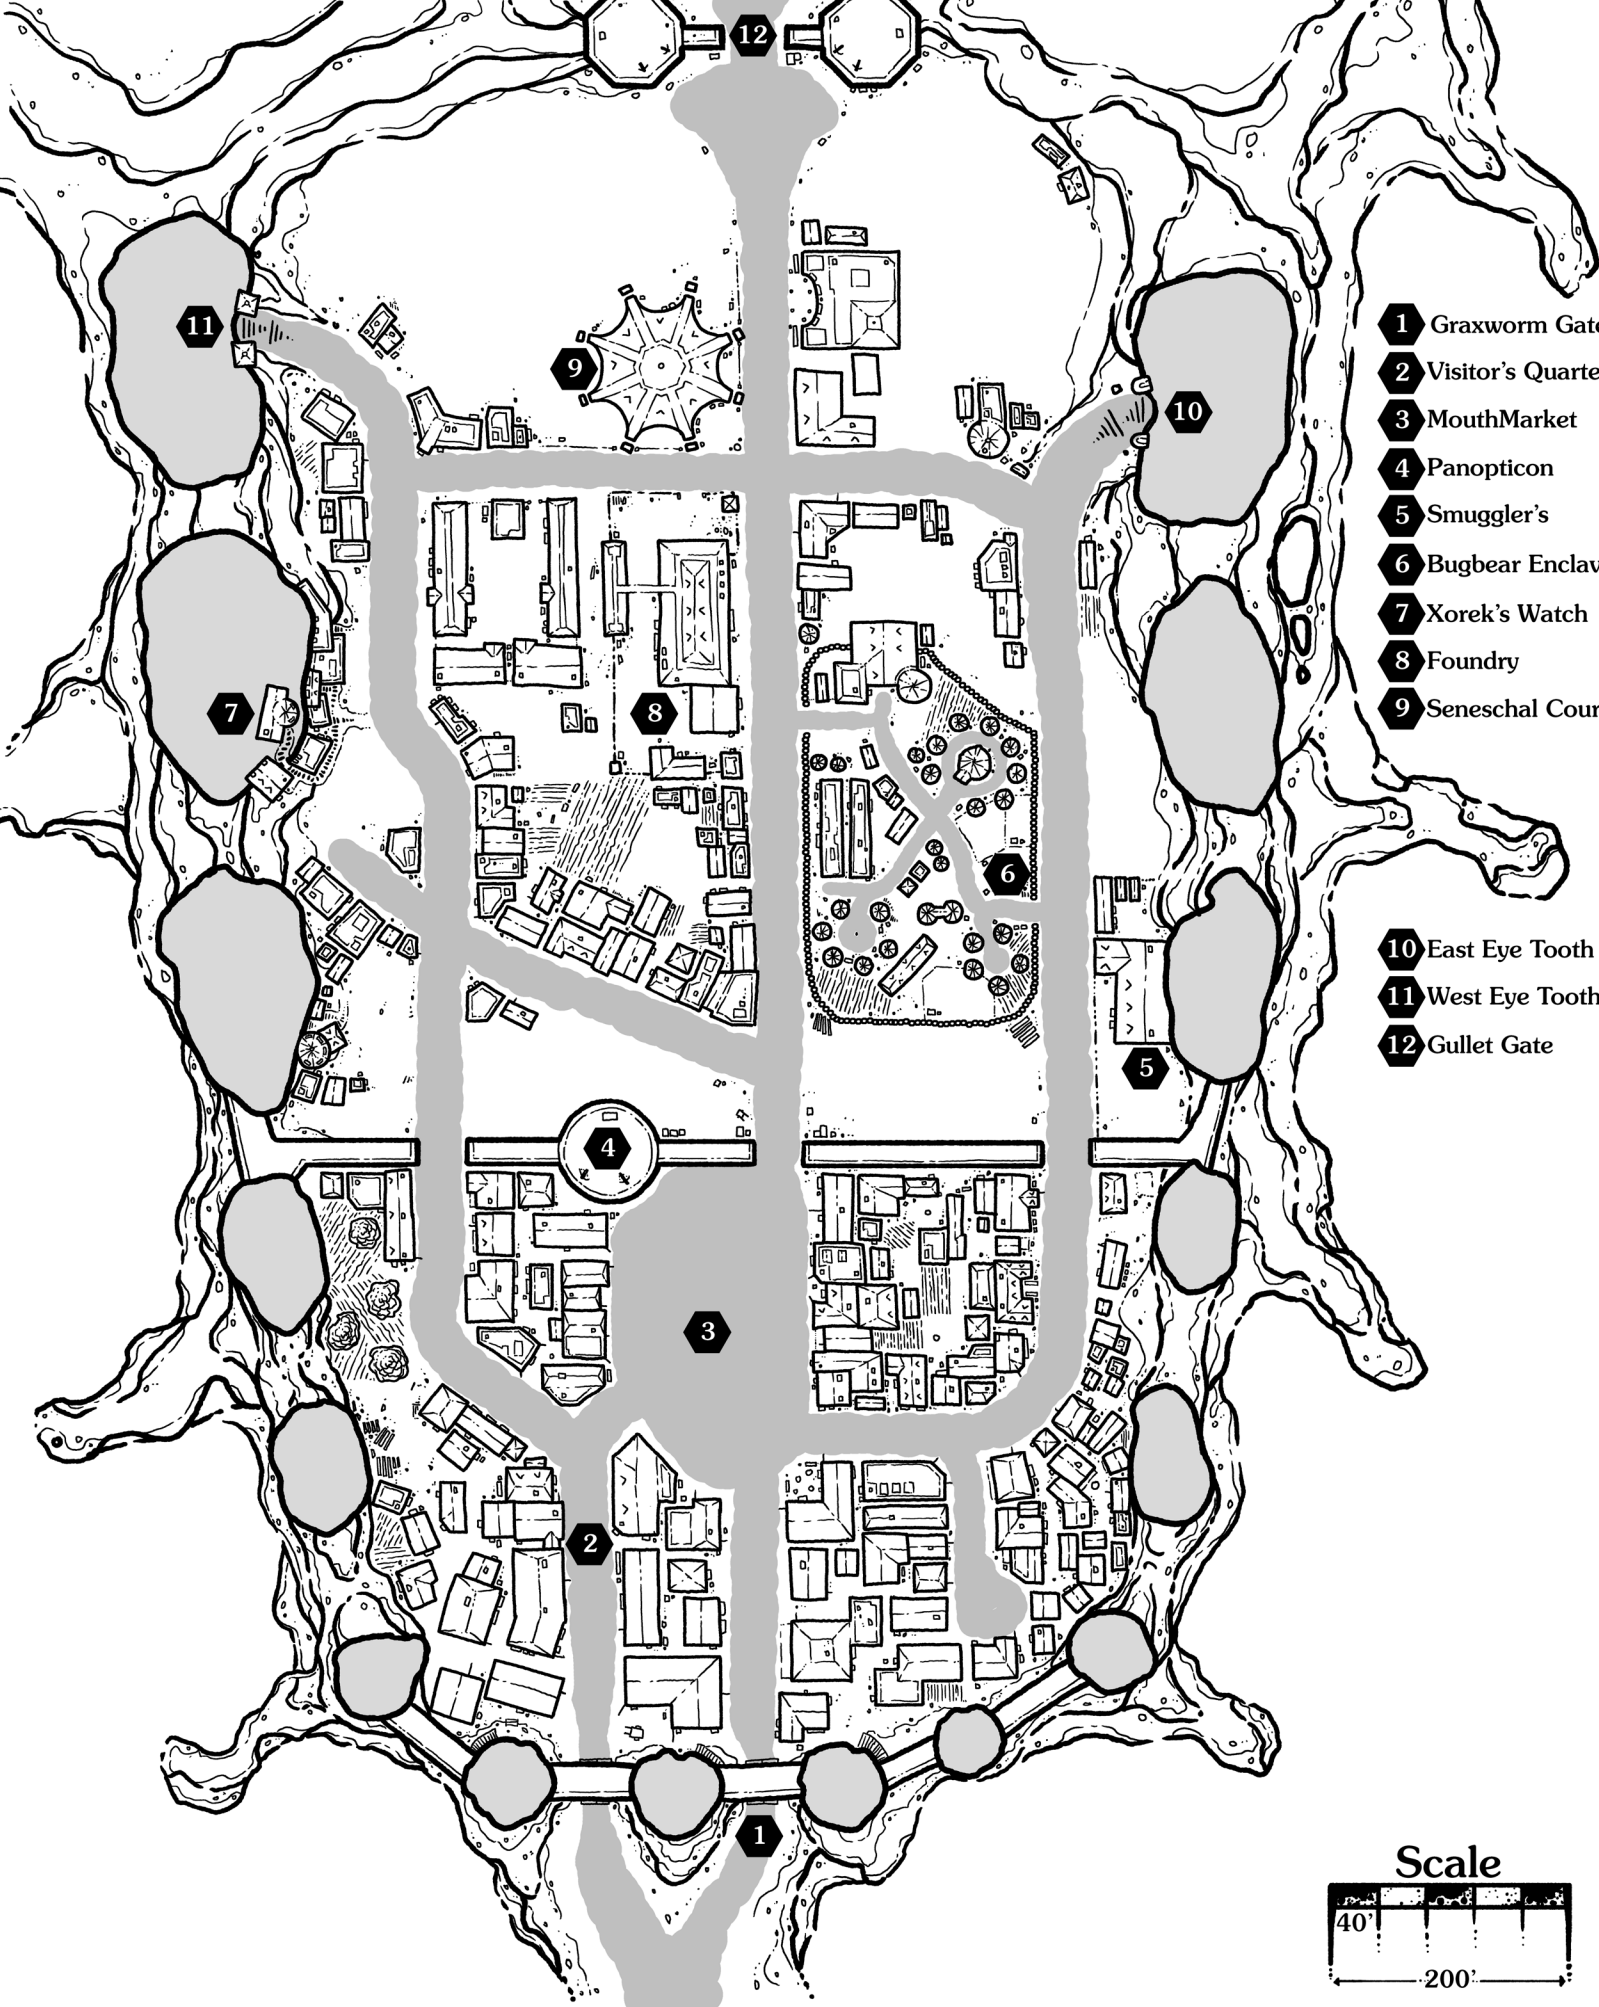 12
11
9
10
1 Graxworm Gate
2 Visitor's Quarte
3 MouthMarket
4 Panopticon
5 Smuggler's
6 Bugbear Enclav
7 Xorek's Watch
8 Foundry
9 Seneschal Cour
7
8
6
10 East Eye Tooth
11 West Eye Tooth
12 Gullet Gate
5
4
3
2
1
Scale
40'
200'